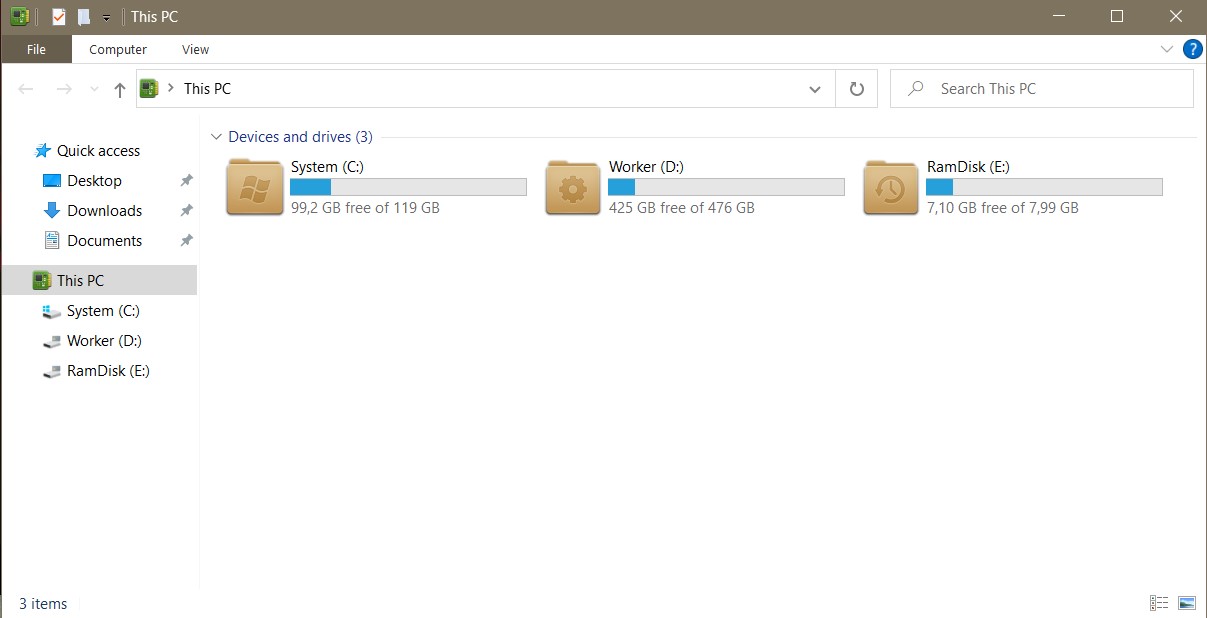 This PC
File Computer View
?
This PC
Search This PC
Quick access
Desktop
Downloads
Documents
This PC
System (C:)
Worker (D:)
RamDisk (E:)
Devices and drives (3)
System (C:)
99,2 GB free of 119 GB
Worker (D:)
425 GB free of 476 GB
RamDisk (E:)
7,10 GB free of 7,99 GB
3 items